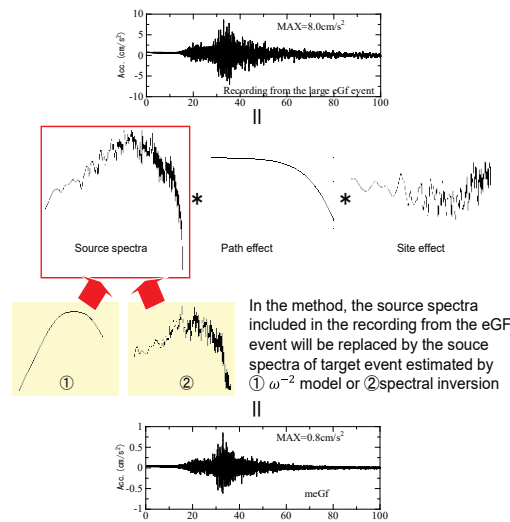 10
5
0
-5
-10
Acc. (cm/s²)
MAX=8.0cm/s²
Recording from the large eGf eyent
0 20 40 60 80 100
=
* *
Source spectra Path effect Site effect
① ②
In the method, the source spectra
included in the recording from the eGF
event will be replaced by the souce
spectra of target event estimated by
① ω⁻² model or ②spectral inversion
=
1
0.5
0
-0.5
-1
Acc. (cm/s²)
MAX=0.8cm/s²
meGf
0 20 40 60 80 100